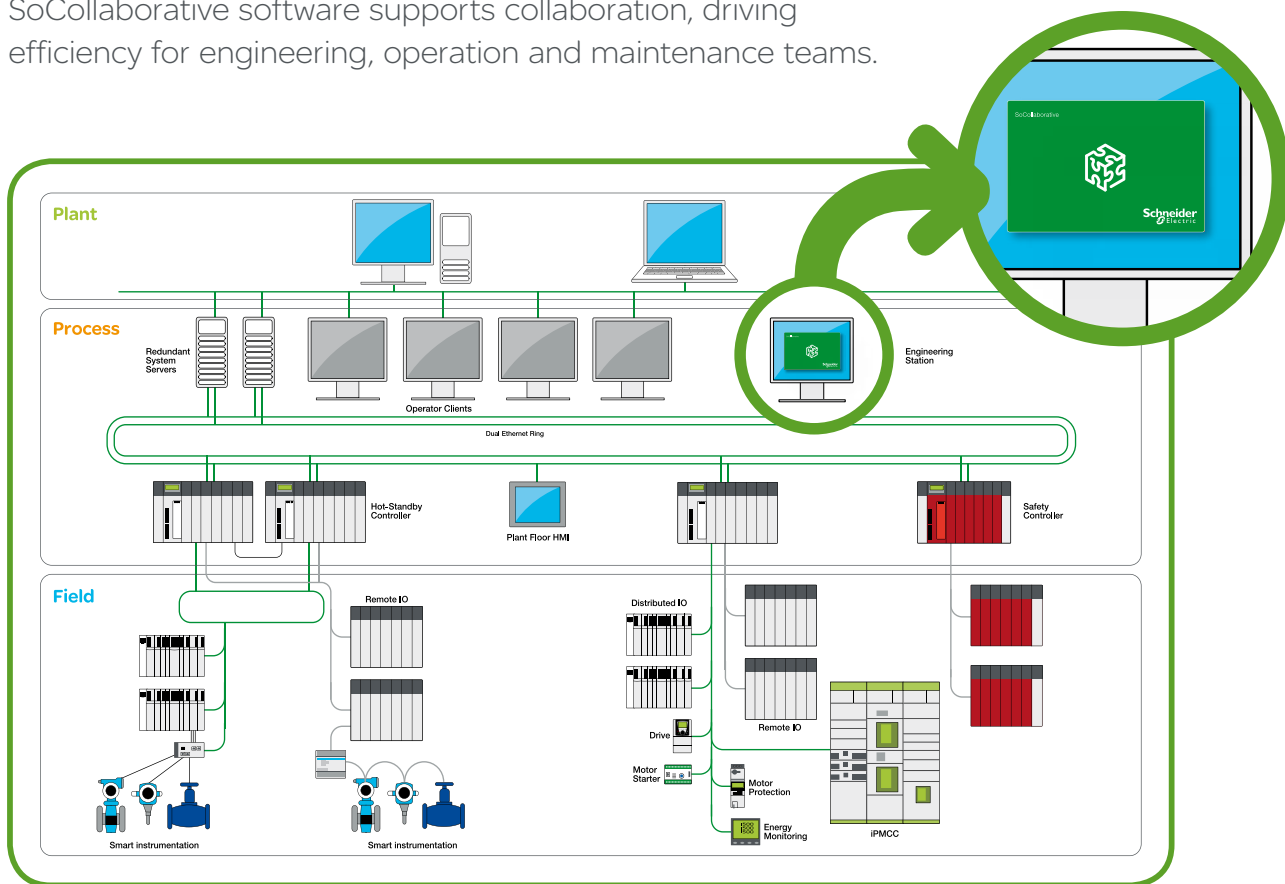 SoCollaborative software supports collaboration, driving
efficiency for engineering, operation and maintenance teams.
SoCollaborative
Schneider
Electric
Plant
Process
Redundant
System
Servers
Operator Clients
Engineering
Station
Dual Ethernet Ring
Hot-Standby
Controller
Plant Floor HMI
Safety
Controller
Field
Remote IO
Distributed IO
Remote IO
Drive
Motor
Starter
Motor
Protection
Energy
Monitoring
iPMCC
Smart instrumentation
Smart instrumentation